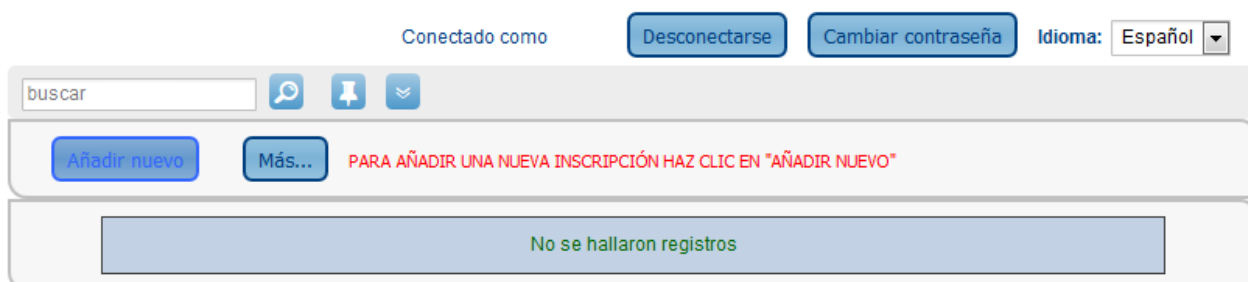 Conectado como Desconectarse Cambiar contraseña Idioma: Español
buscar
Añadir nuevo Más... PARA AÑADIR UNA NUEVA INSCRIPCIÓN HAZ CLIC EN "AÑADIR NUEVO"
No se hallaron registros